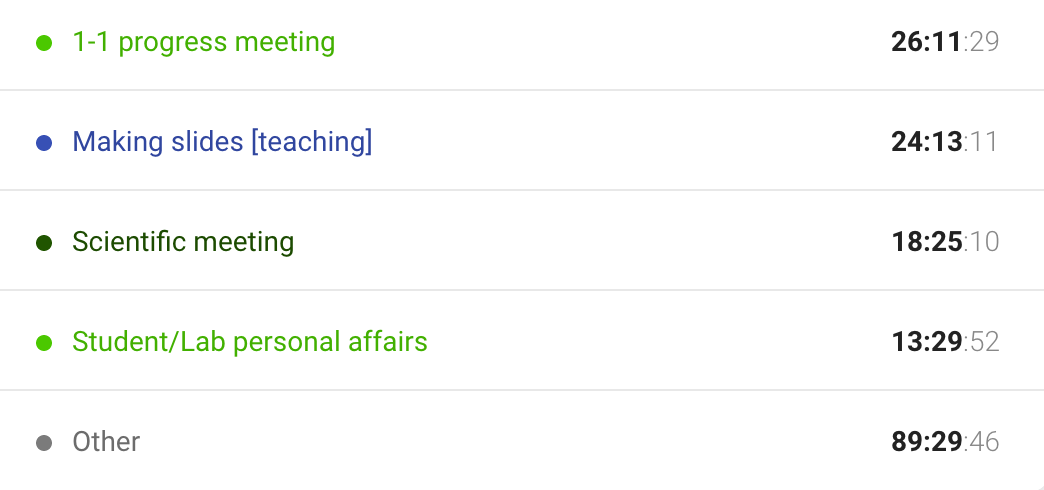 1-1 progress meeting 26:11:29
Making slides [teaching] 24:13:11
Scientific meeting 18:25:10
Student/Lab personal affairs 13:29:52
Other 89:29:46